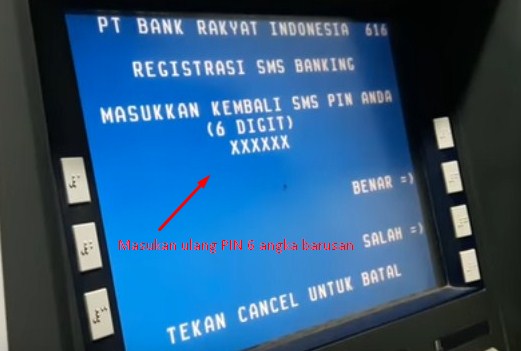 PT BANK RAKYAT INDONESIA 616
REGISTRASI SMS BANKING
MASUKKAN KEMBALI SMS PIN ANDA
(6 DIGIT)
XXXXXX
BENAR =)
Mazukan ulang PIN 6 angka baruzan
SALAH =)
TEKAN CANCEL UNTUK BATAL